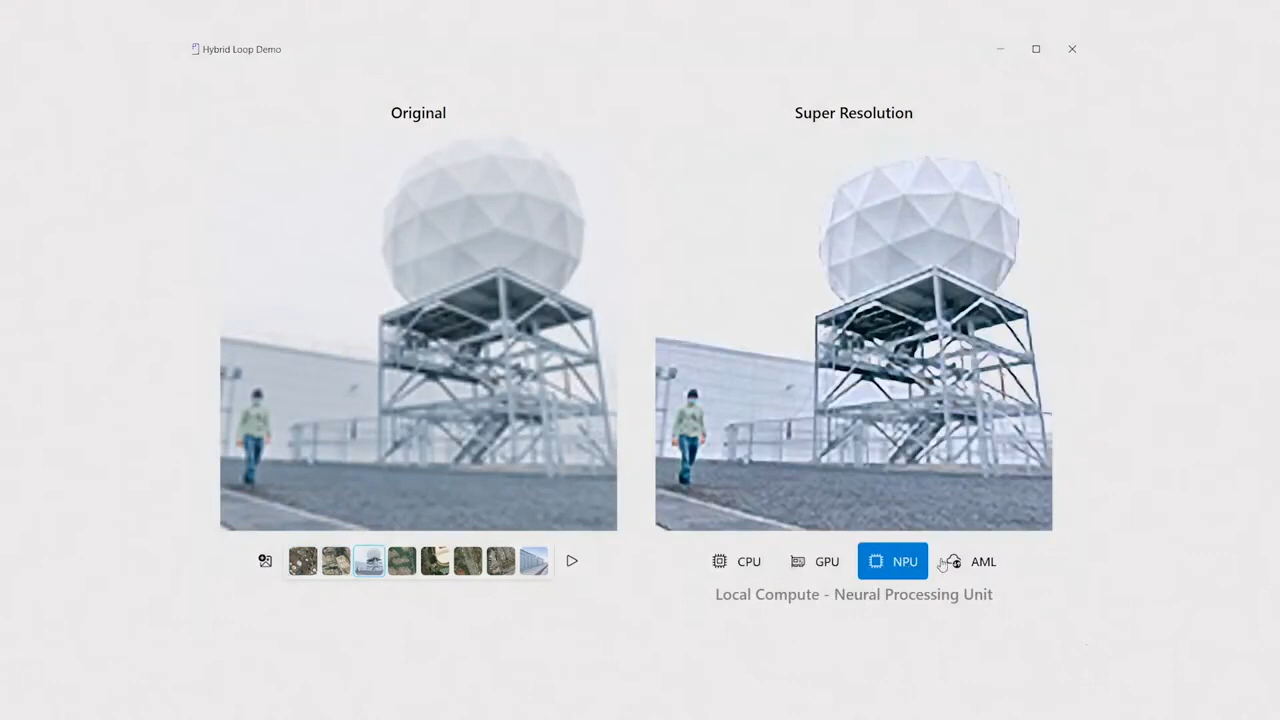 Hybrid Loop Demo
Original
Super Resolution
CPU
GPU
NPU
AML
Local Compute - Neural Processing Unit